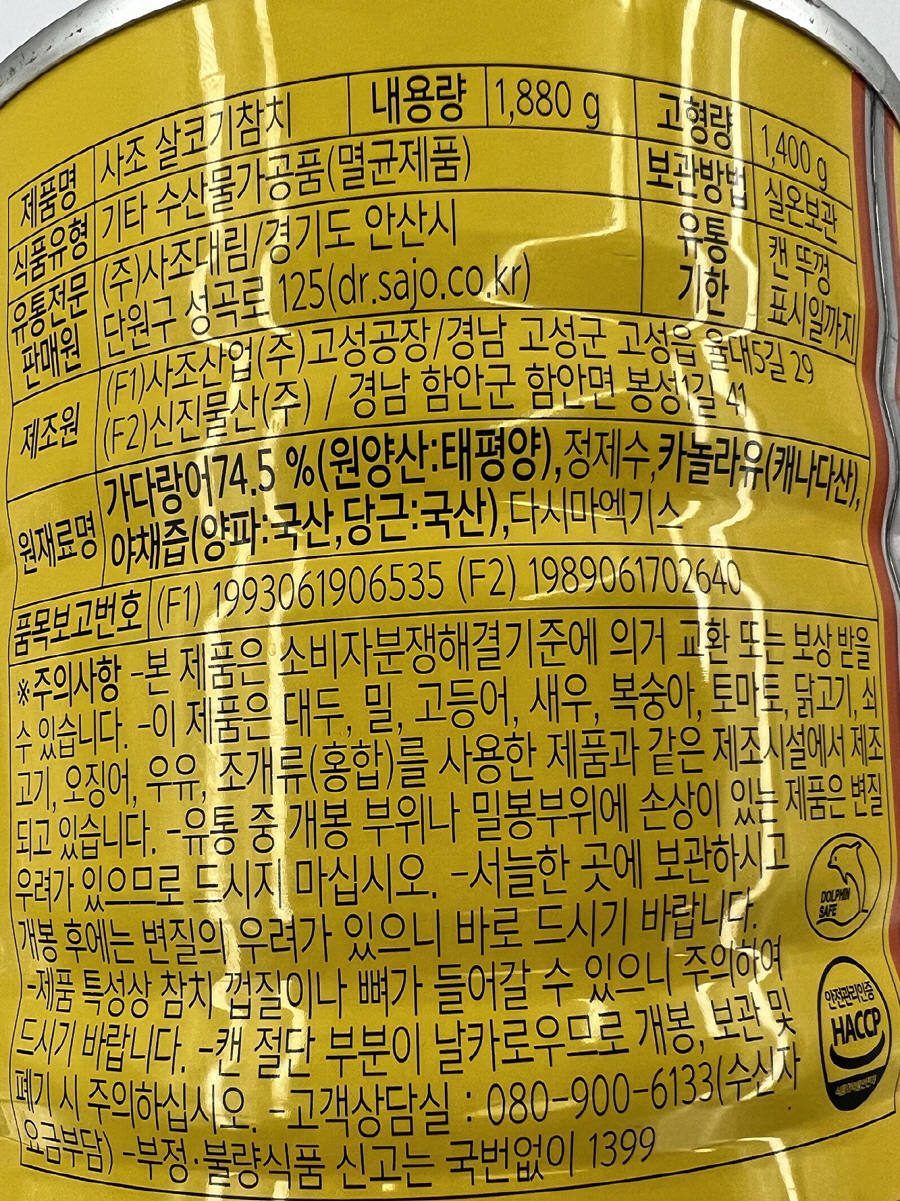 제품명 사조 살코기참치 내용량 1,880 g 고형량 1,400 g
식품유형 기타 수산물가공품(멸균제품) 보관방법 실온보관
유통전문판매원 (주)사조대림/경기도 안산시
단원구 성곡로 125(dr.sajo.co.kr)
유통기한 캔 뚜껑
표시일까지
제조원 (F1)사조산업(주)고성공장/경남 고성군 고성읍 율대5길 29
(F2)신진물산(주) / 경남 함안군 함안면 봉성1길 41
원재료명 가다랑어74.5 %(원양산:태평양),정제수,카놀라유(캐나다산),
야채즙(양파:국산,당근:국산),다시마엑기스
품목보고번호 (F1) 1993061906535 (F2) 1989061702640
※주의사항 -본 제품은 소비자분쟁해결기준에 의거 교환 또는 보상 받을
수 있습니다. -이 제품은 대두, 밀, 고등어, 새우, 복숭아, 토마토, 닭고기, 쇠
고기, 오징어, 우유, 조개류(홍합)를 사용한 제품과 같은 제조시설에서 제조
되고 있습니다. -유통 중 개봉 부위나 밀봉부위에 손상이 있는 제품은 변질
우려가 있으므로 드시지 마십시오. -서늘한 곳에 보관하시고
개봉 후에는 변질의 우려가 있으니 바로 드시기 바랍니다.
-제품 특성상 참치 껍질이나 뼈가 들어갈 수 있으니 주의하여
드시기 바랍니다. -캔 절단 부분이 날카로우므로 개봉, 보관 및
폐기 시 주의하십시오. -고객상담실 : 080-900-6133(수신자
요금부담) -부정·불량식품 신고는 국번없이 1399
DOLPHIN
SAFE
안전관리인증
HACCP